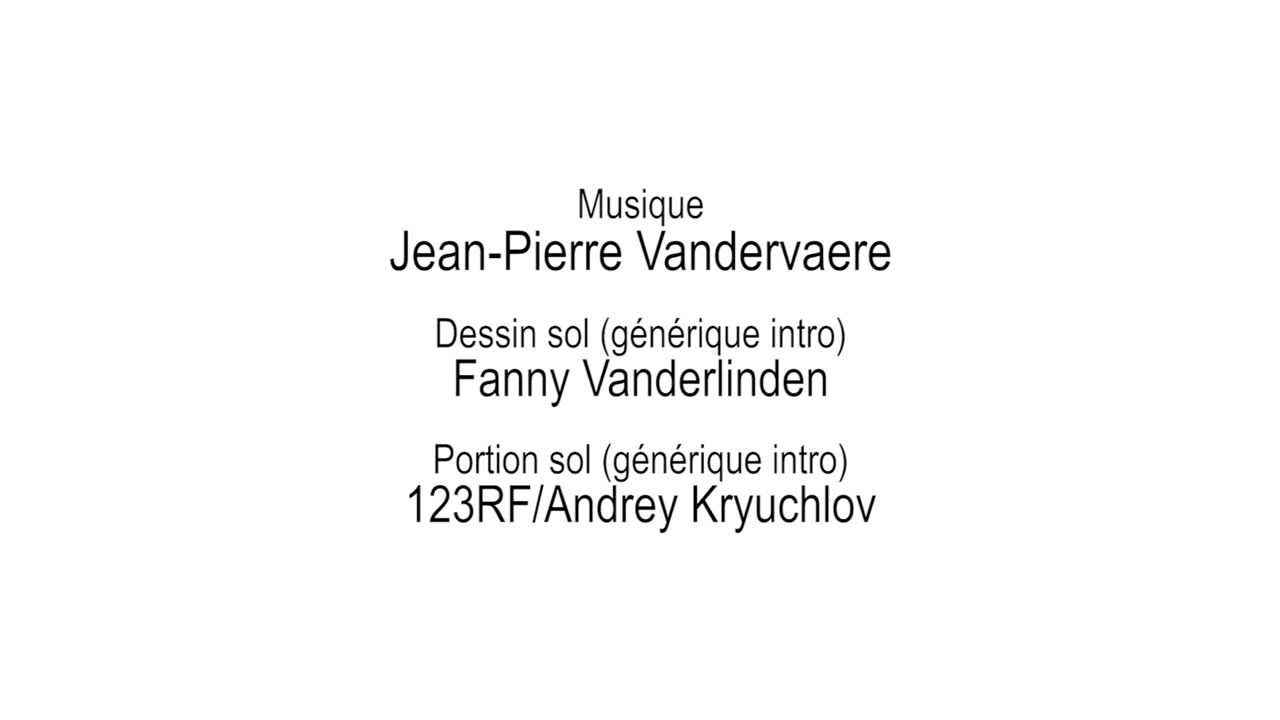 Musique
Jean-Pierre Vandervaere
Dessin sol (générique intro)
Fanny Vanderlinden
Portion sol (générique intro)
123RF/Andrey Kryuchlov